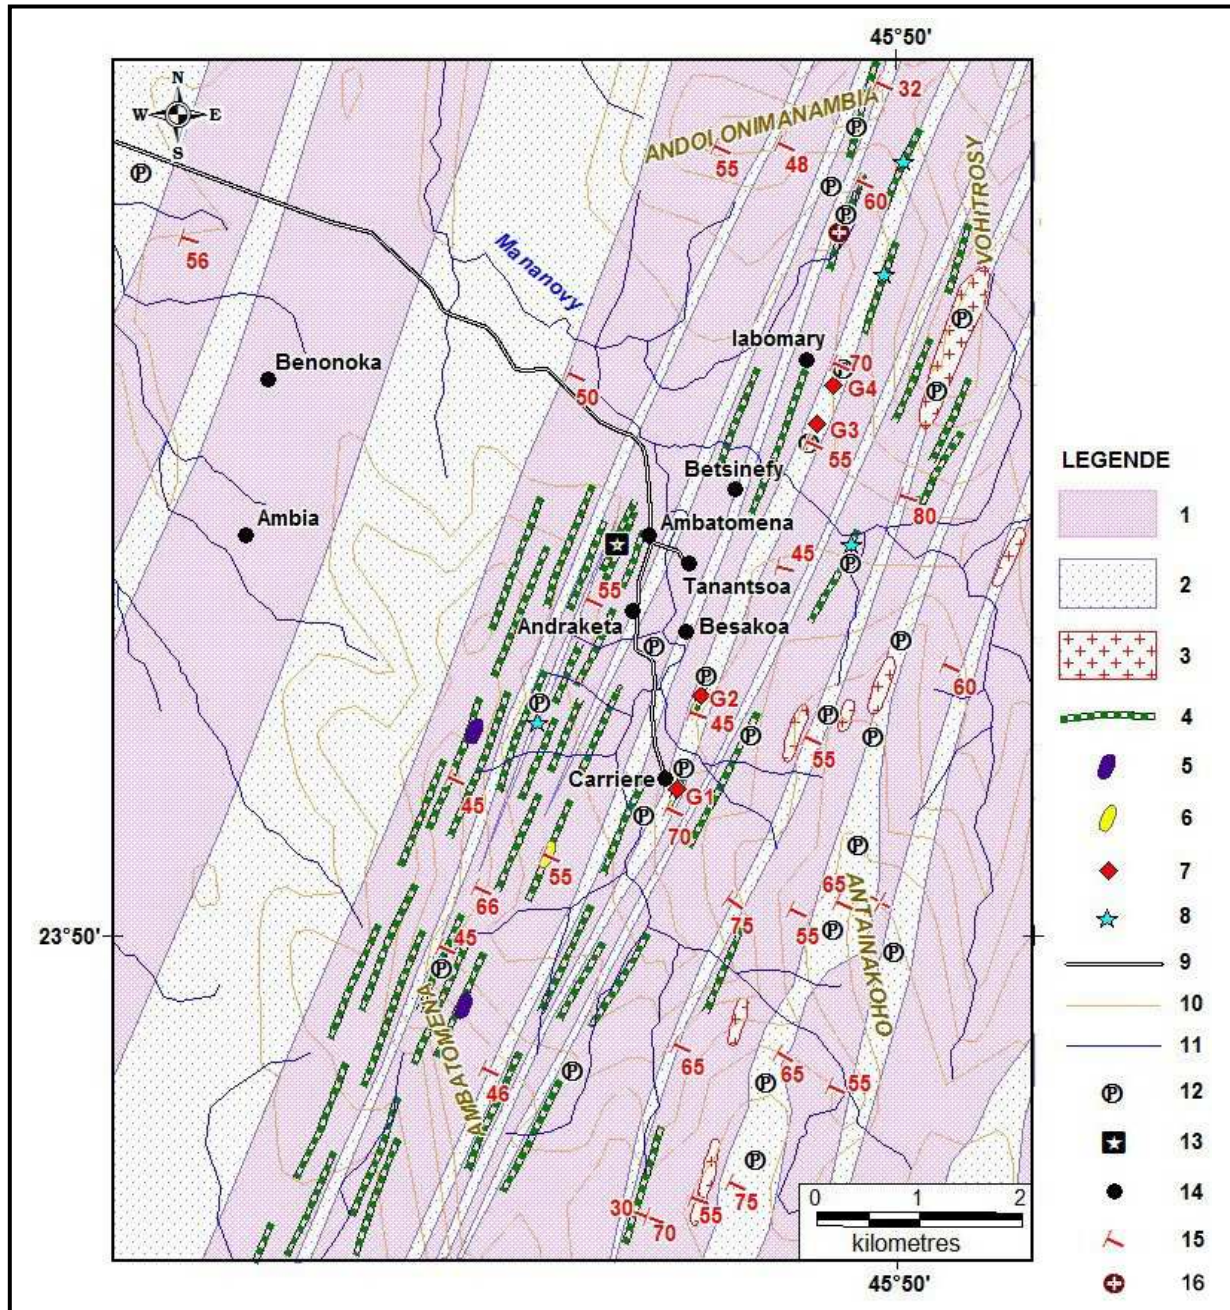 45°50'
N
W E
S
32
ANDOLONIMANAMBIA
55
48
P
P
VOHITROSY
60
P
P
56
Mananovy
P
Iabomary
Benonoka
70
50
G4
P
G3
55
Betsinefy
80
Ambia
Ambatomena
45
P
Tanantsoa
55
Andraketa
Besakoa
P
P
60
P
G2
P
45
P
P
P
55
Carriere
P
G1
45
P
70
P
55
65
66
75
55
ANTAINAKOHO
P
23°50'
45
P
P
AMBATOMENA
65
65
55
P
46
P
P
75
30
70
55
0 1 2
kilometres
45°50'
LEGENDE
1
2
3
4
5
6
7
8
9
10
11
P 12
13
14
15
16